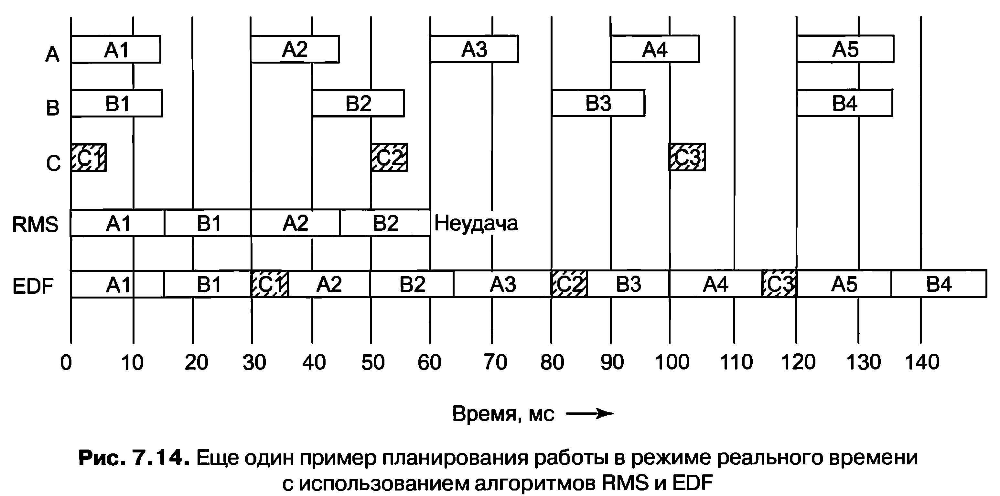 A A1 A2 A3 A4 A5
B B1 B2 B3 B4
C C1 C2 C3
RMS A1 B1 A2 B2 Неудача
EDF A1 B1 C1 A2 B2 A3 C2 B3 A4 C3 A5 B4
0 10 20 30 40 50 60 70 80 90 100 110 120 130 140
Время, мс
Рис. 7.14. Еще один пример планирования работы в режиме реального времени
с использованием алгоритмов RMS и EDF